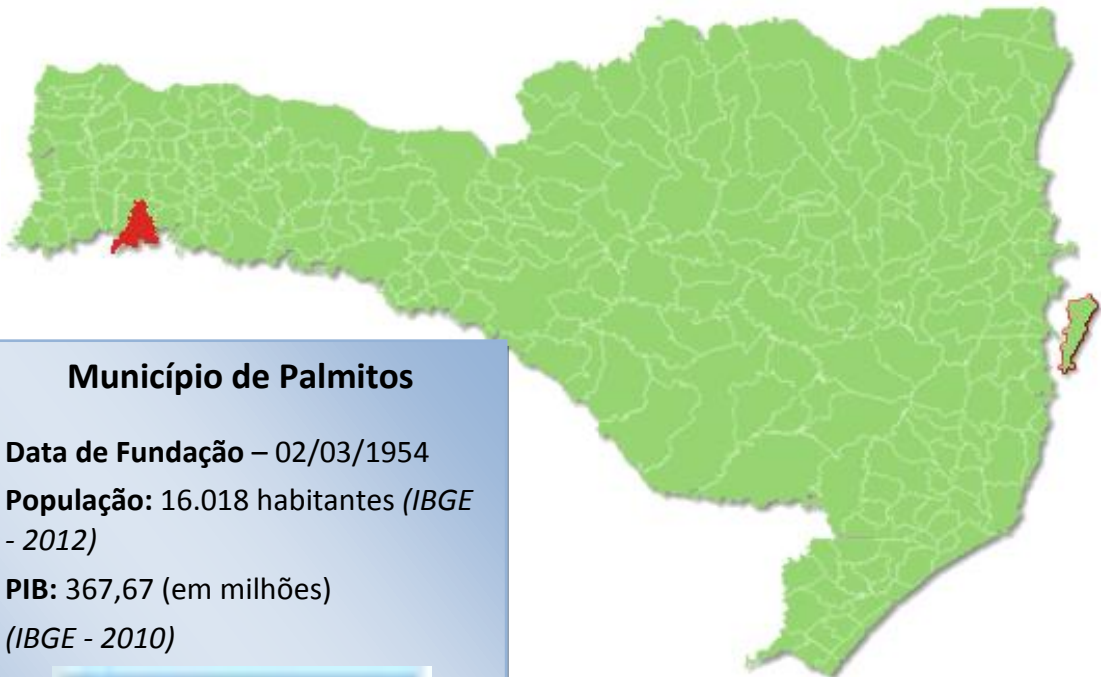 Município de Palmitos
Data de Fundação – 02/03/1954
População: 16.018 habitantes (IBGE
- 2012)
PIB: 367,67 (em milhões)
(IBGE - 2010)